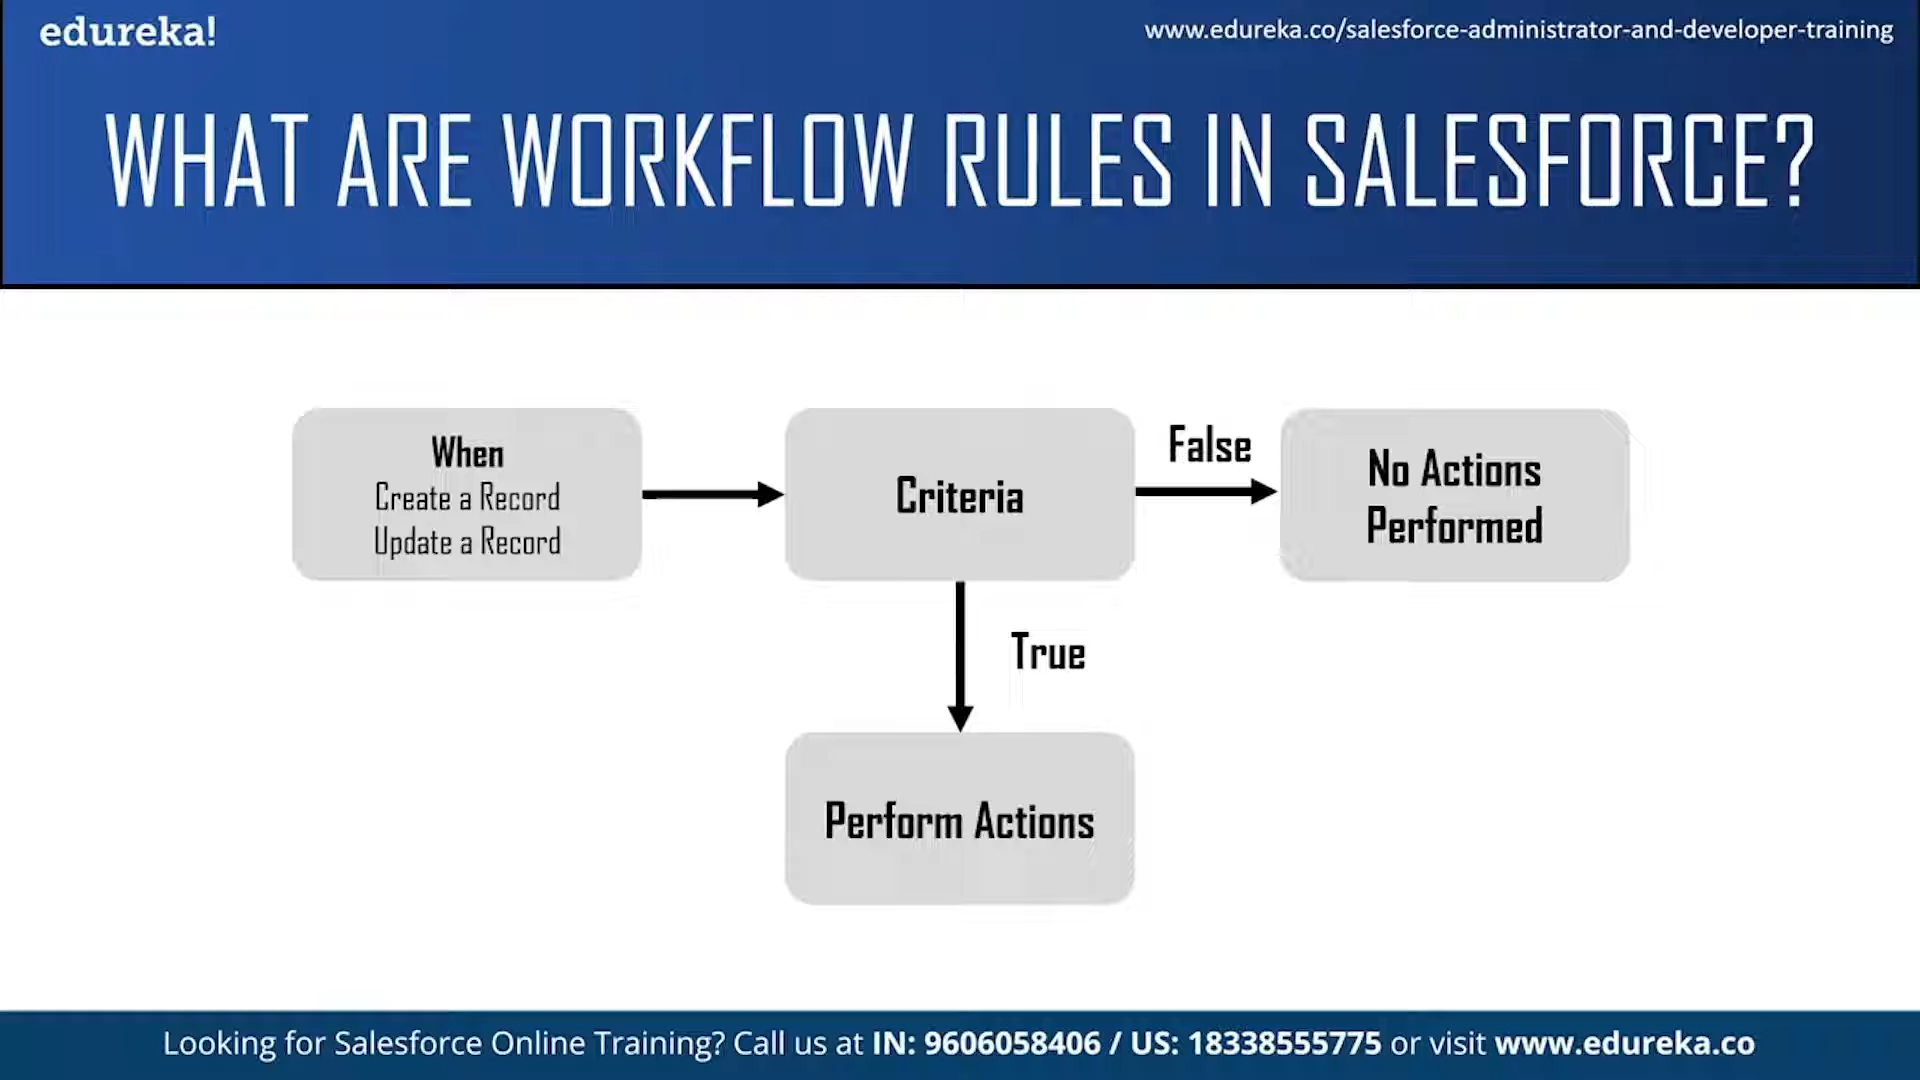 edureka!
www.edureka.co/salesforce-administrator-and-developer-training
WHAT ARE WORKFLOW RULES IN SALESFORCE?
When
Create a Record
Update a Record
Criteria
False
No Actions
Performed
True
Perform Actions
Looking for Salesforce Online Training? Call us at IN: 9606058406 / US: 18338555775 or visit www.edureka.co